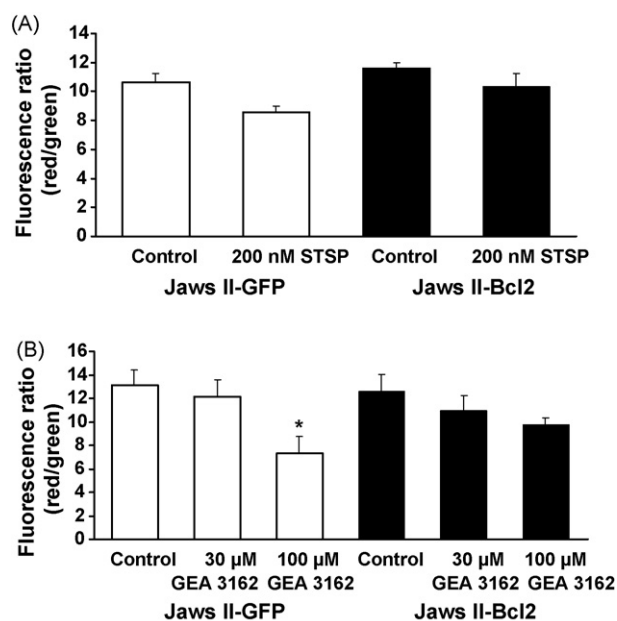 (A)
Fluorescence ratio
(red/green)
14
12
10
8
6
4
2
0
Control 200 nM STSP Control 200 nM STSP
Jaws II-GFP Jaws II-Bcl2
(B)
Fluorescence ratio
(red/green)
16
14
12
10
8
6
4
2
0
*
Control 30 µM 100 µM Control 30 µM 100 µM
GEA 3162 GEA 3162 GEA 3162 GEA 3162
Jaws II-GFP Jaws II-Bcl2